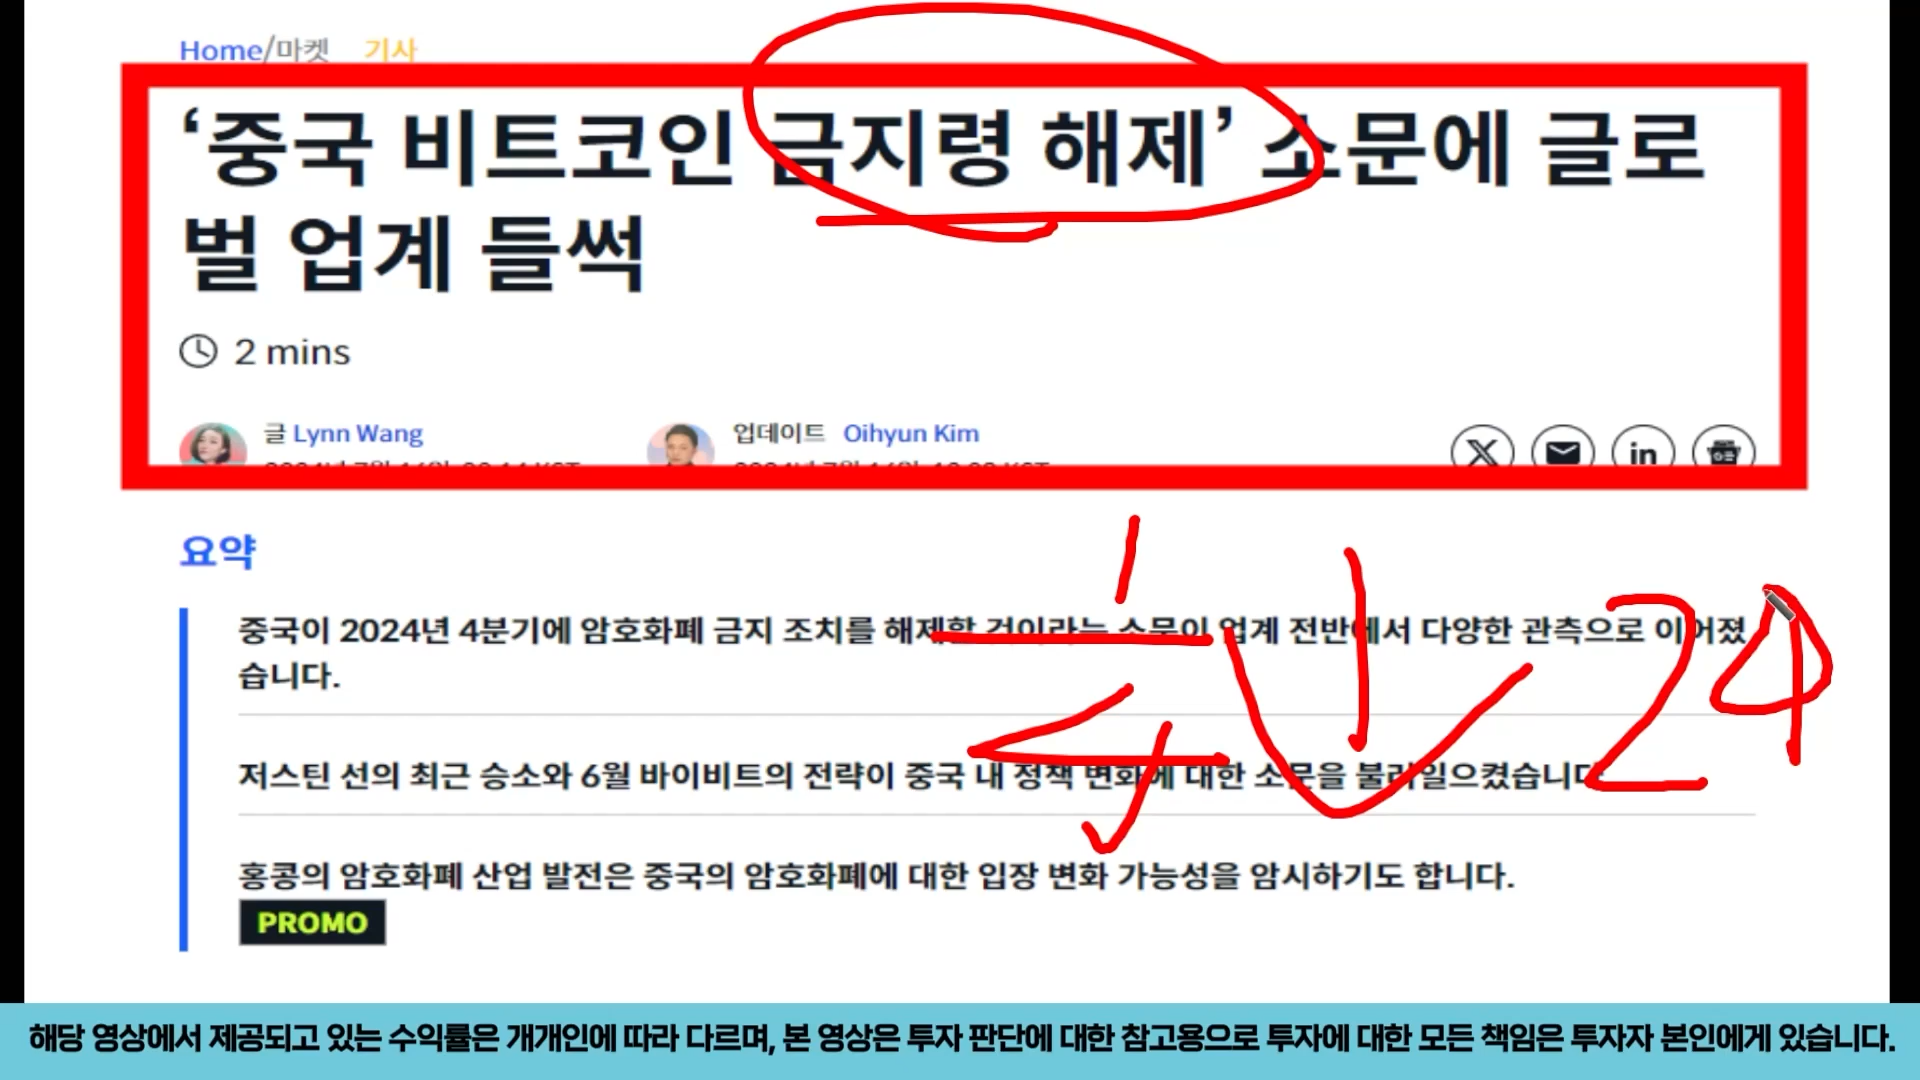 Home/마켓 기사
‘중국 비트코인 금지령 해제’ 소문에 글로
벌 업계 들썩
2 mins
글 Lynn Wang 업데이트 Oihyun Kim
요약
중국이 2024년 4분기에 암호화폐 금지 조치를 해제할 것이라는 소문이 업계 전반에서 다양한 관측으로 이어졌
습니다.
저스틴 선의 최근 승소와 6월 바이비트의 전략이 중국 내 정책 변화에 대한 소문을 불러일으켰습니다.
홍콩의 암호화폐 산업 발전은 중국의 암호화폐에 대한 입장 변화 가능성을 암시하기도 합니다.
PROMO
24
해당 영상에서 제공되고 있는 수익률은 개개인에 따라 다르며, 본 영상은 투자 판단에 대한 참고용으로 투자에 대한 모든 책임은 투자자 본인에게 있습니다.